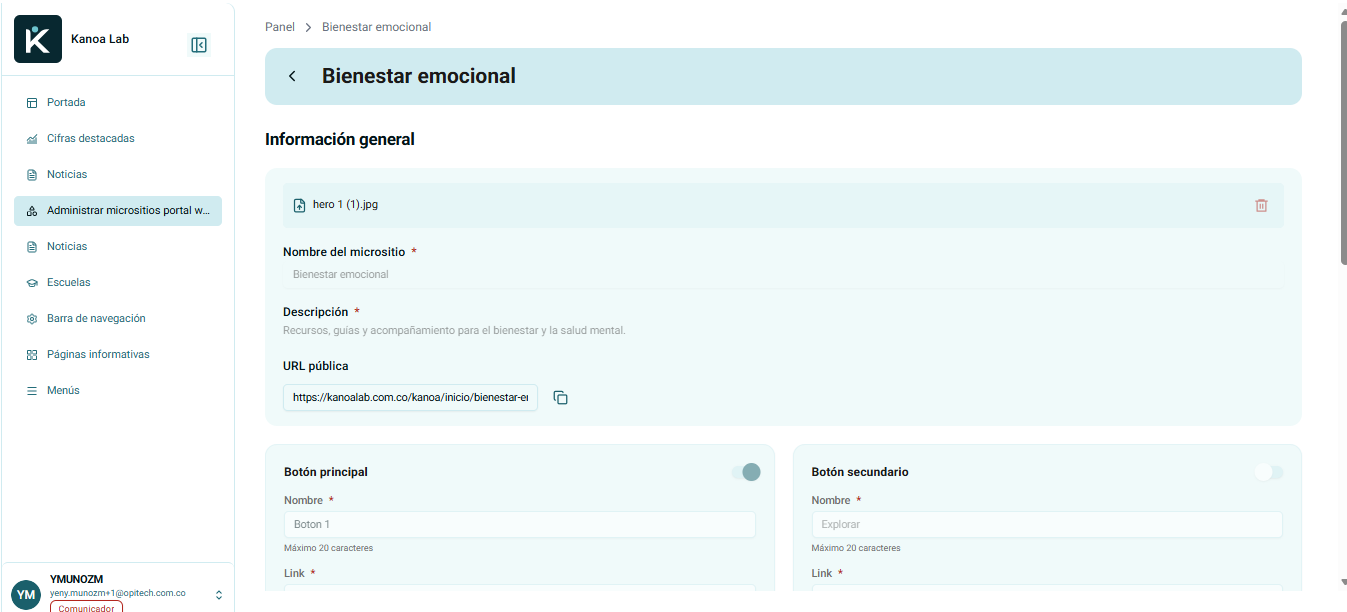 Kanoa Lab
Portada
Cifras destacadas
Noticias
Administrar micrositios portal w...
Noticias
Escuelas
Barra de navegación
Páginas informativas
Menús
YM
YMUNOZM
yeny.munozm+1@opitech.com.co
Comunicador
Panel > Bienestar emocional
Bienestar emocional
Información general
hero 1 (1).jpg
Nombre del micrositio *
Bienestar emocional
Descripción *
Recursos, guías y acompañamiento para el bienestar y la salud mental.
URL pública
https://kanoalab.com.co/kanoa/inicio/bienestar-e
Botón principal
Nombre *
Boton 1
Máximo 20 caracteres
Link *
Botón secundario
Nombre *
Explorar
Máximo 20 caracteres
Link *